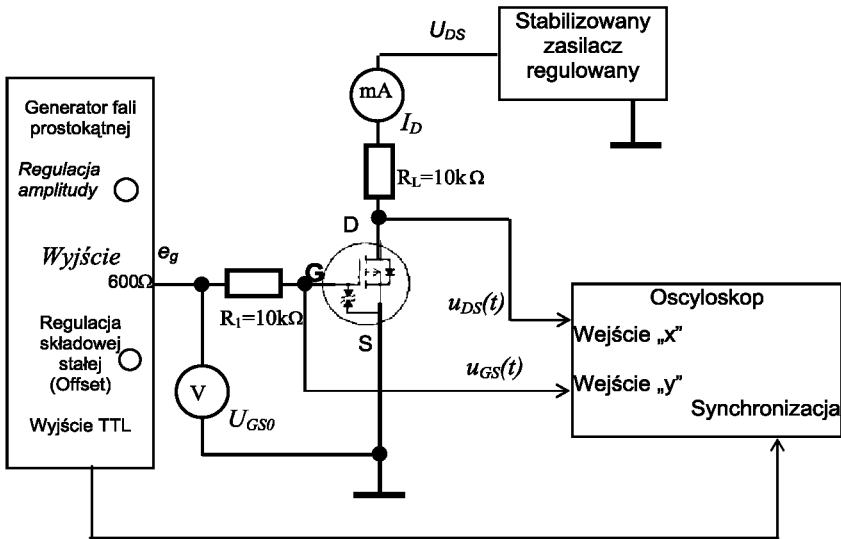 Stabilizowany
zasilacz
regulowany
U_DS
mA
I_D
R_L=10kΩ
Generator fali
prostokątnej
Regulacja
amplitudy
Wyjście
600Ω
e_g
Regulacja
składowej
stałej
(Offset)
Wyjście TTL
R_1=10kΩ
V
U_GS0
D
G
S
u_DS(t)
u_GS(t)
Oscyloskop
Wejście „x”
Wejście „y”
Synchronizacja